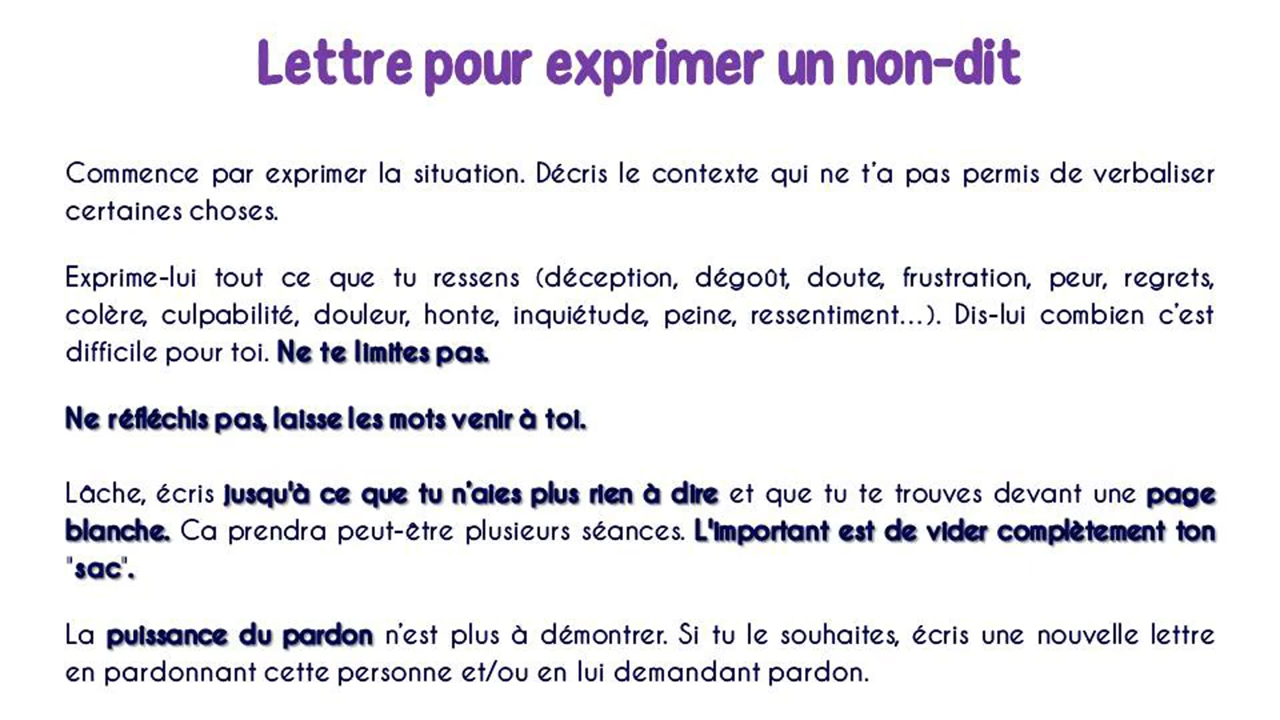 Lettre pour exprimer un non-dit
Commence par exprimer la situation. Décris le contexte qui ne t'a pas permis de verbaliser
certaines choses.
Exprime-lui tout ce que tu ressens (déception, dégoût, doute, frustration, peur, regrets,
colère, culpabilité, douleur, honte, inquiétude, peine, ressentiment...). Dis-lui combien c'est
difficile pour toi. Ne te limites pas.
Ne réfléchis pas, laisse les mots venir à toi.
Lâche, écris jusqu'à ce que tu n'aies plus rien à dire et que tu te trouves devant une page
blanche. Ca prendra peut-être plusieurs séances. L'important est de vider complètement ton
"sac".
La puissance du pardon n'est plus à démontrer. Si tu le souhaites, écris une nouvelle lettre
en pardonnant cette personne et/ou en lui demandant pardon.